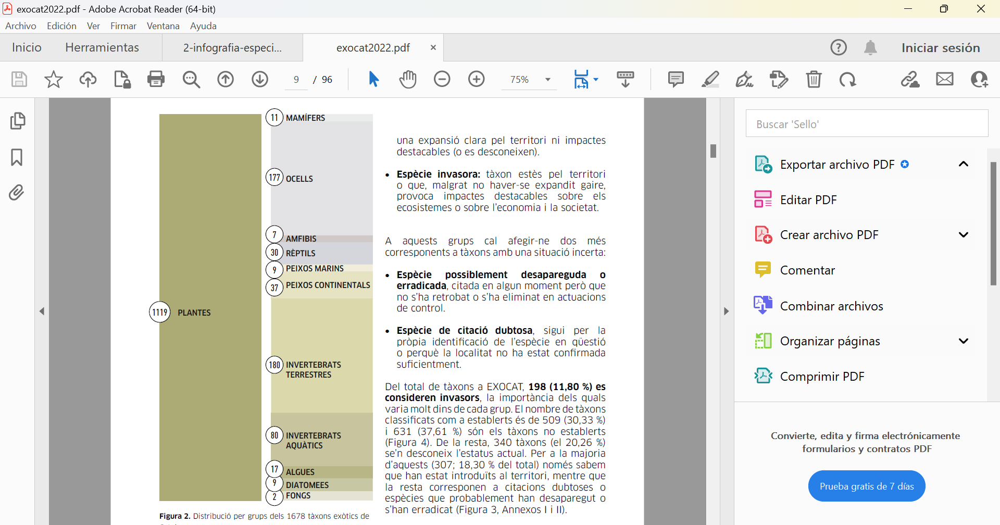 exocat2022.pdf - Adobe Acrobat Reader (64-bit)
Archivo Edición Ver Firmar Ventana Ayuda
Inicio Herramientas 2-infografia-especi... exocat2022.pdf × ? Iniciar sesión
9 / 96 75%
11 MAMÍFERS
177 OCELLS
7 AMFIBIS
30 RÈPTILS
9 PEIXOS MARINS
37 PEIXOS CONTINENTALS
1119 PLANTES
180 INVERTEBRATS
TERRESTRES
80 INVERTEBRATS
AQUÀTICS
17 ALGUES
9 DIATOMEES
2 FONGS
Figura 2. Distribució per grups dels 1678 tàxons exòtics de
una expansió clara pel territori ni impactes
destacables (o es desconeixen).
• Espècie invasora: tàxon estès pel territori
o que, malgrat no haver-se expandit gaire,
provoca impactes destacables sobre els
ecosistemes o sobre l'economia i la societat.
A aquests grups cal afegir-ne dos més
corresponents a tàxons amb una situació incerta:
• Espècie possiblement desapareguda o
erradicada, citada en algun moment però que
no s'ha retrobat o s'ha eliminat en actuacions
de control.
• Espècie de citació dubtosa, sigui per la
pròpia identificació de l'espècie en qüestió
o perquè la localitat no ha estat confirmada
suficientment.
Del total de tàxons a EXOCAT, 198 (11,80 %) es
consideren invasors, la importància dels quals
varia molt dins de cada grup. El nombre de tàxons
classificats com a establerts és de 509 (30,33 %)
i 631 (37,61 %) són els tàxons no establerts
(Figura 4). De la resta, 340 tàxons (el 20,26 %)
se'n desconeix l'estatus actual. Per a la majoria
d'aquests (307; 18,30 % del total) només sabem
que han estat introduïts al territori, mentre que
la resta corresponen a citacions dubtoses o
espècies que probablement han desaparegut o
s'han erradicat (Figura 3, Annexos I i II).
Buscar 'Sello'
Exportar archivo PDF
Editar PDF
Crear archivo PDF
Comentar
Combinar archivos
Organizar páginas
Comprimir PDF
Convierte, edita y firma electrónicamente
formularios y contratos PDF
Prueba gratis de 7 días